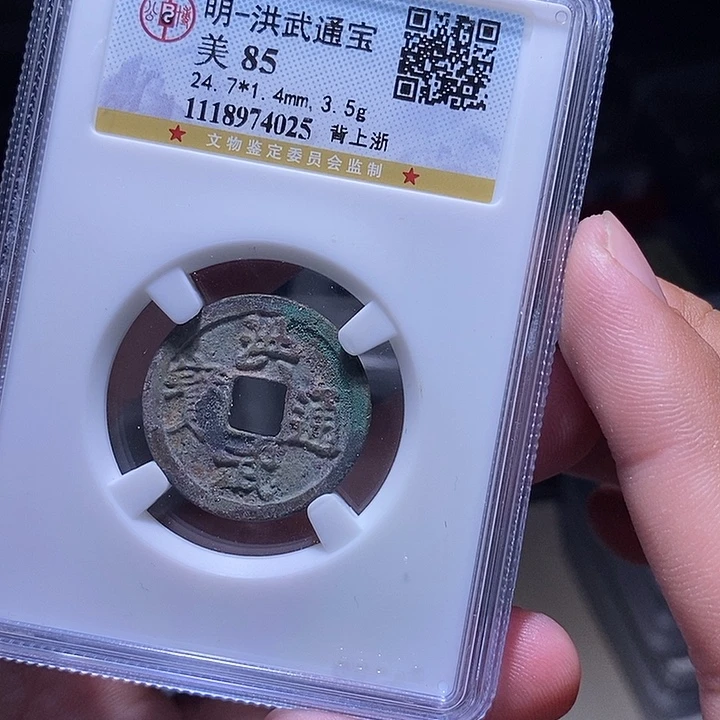 明-洪武通宝
美 85
24.7*1.4mm, 3.5g
1118974025 背上浙
★ 文物鉴定委员会监制 ★
洪武通寳